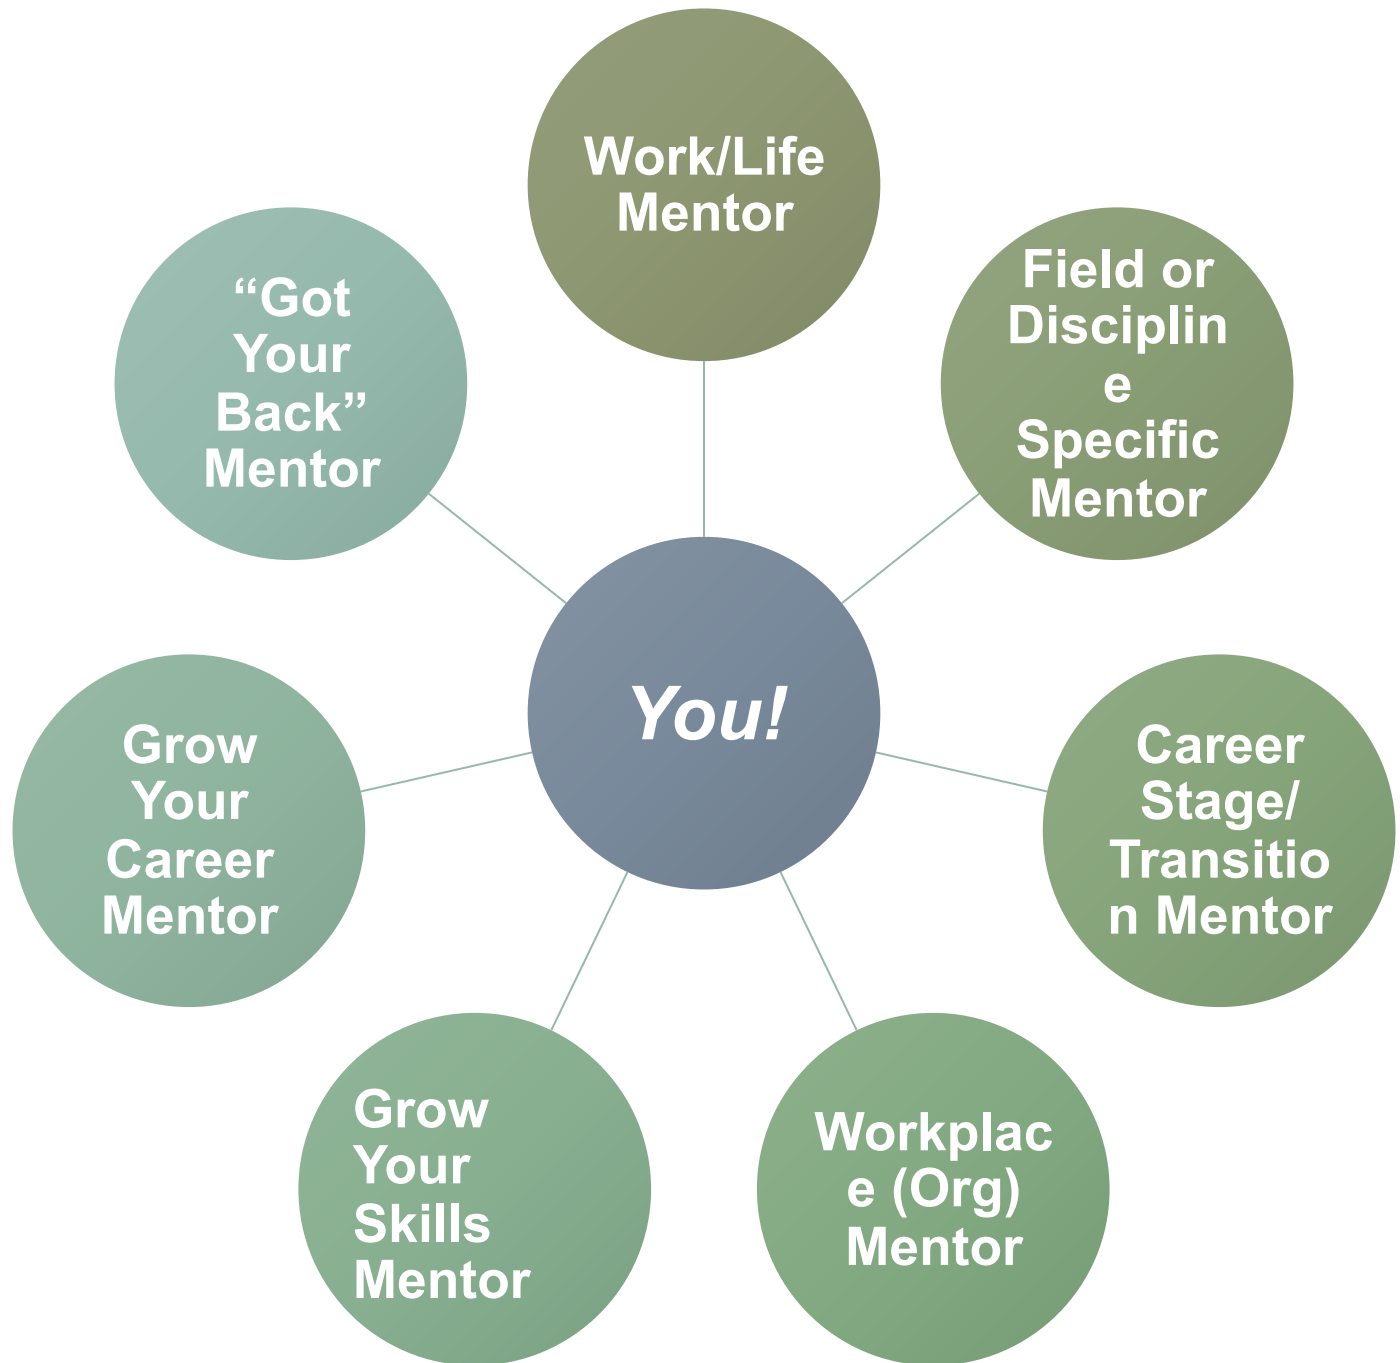 Work/Life
Mentor
Field or
Disciplin
e
Specific
Mentor
Career
Stage/
Transitio
n Mentor
Workplac
e (Org)
Mentor
Grow
Your
Skills
Mentor
Grow
Your
Career
Mentor
“Got
Your
Back”
Mentor
You!